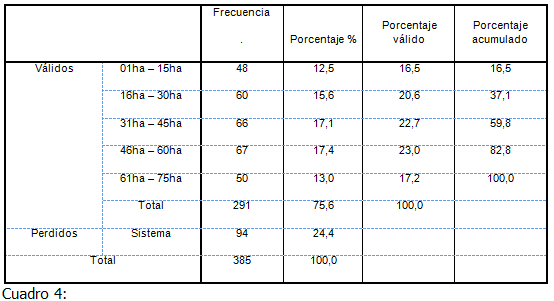 Frecuencia
. Porcentaje % Porcentaje válido Porcentaje acumulado
Válidos 01ha – 15ha 48 12,5 16,5 16,5
16ha – 30ha 60 15,6 20,6 37,1
31ha – 45ha 66 17,1 22,7 59,8
46ha – 60ha 67 17,4 23,0 82,8
61ha – 75ha 50 13,0 17,2 100,0
Total 291 75,6 100,0
Perdidos Sistema 94 24,4
Total 385 100,0
Cuadro 4: